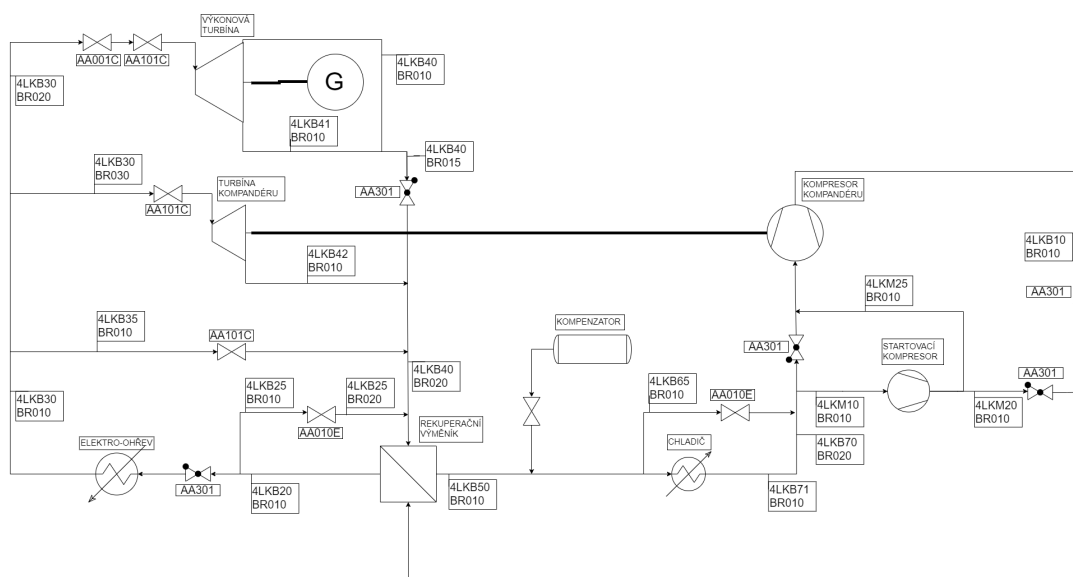 VÝKONOVÁ
TURBÍNA
AA001C
AA101C
4LKB30
BR020
G
4LKB40
BR010
4LKB41
BR010
4LKB40
BR015
4LKB30
BR030
AA101C
TURBÍNA
KOMPANDÉRU
AA301
KOMPRESOR
KOMPANDÉRU
4LKB42
BR010
4LKB10
BR010
4LKM25
BR010
AA301
4LKB35
BR010
AA101C
KOMPENZATOR
AA301
STARTOVACÍ
KOMPRESOR
4LKB30
BR010
4LKB25
BR010
4LKB25
BR020
4LKB40
BR020
4LKB65
BR010
AA301
AA010E
AA010E
4LKM10
BR010
4LKM20
BR010
ELEKTRO-OHŘEV
REKUPERAČNÍ
VÝMĚNÍK
CHLADIČ
4LKB70
BR020
AA301
4LKB20
BR010
4LKB50
BR010
4LKB71
BR010